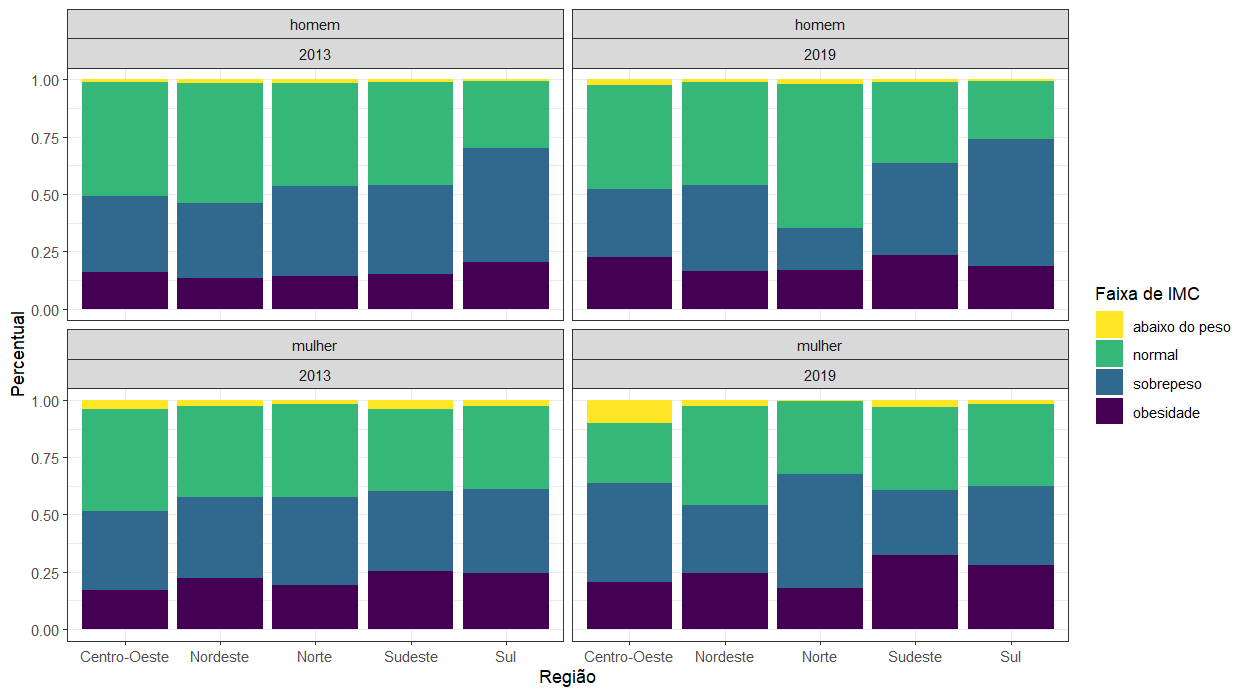 homem
homem
2013
2019
1.00
0.75
0.50
0.25
0.00
mulher
mulher
2013
2019
1.00
0.75
0.50
0.25
0.00
Centro-Oeste Nordeste Norte Sudeste Sul
Centro-Oeste Nordeste Norte Sudeste Sul
Região
Percentual
Faixa de IMC
abaixo do peso
normal
sobrepeso
obesidade